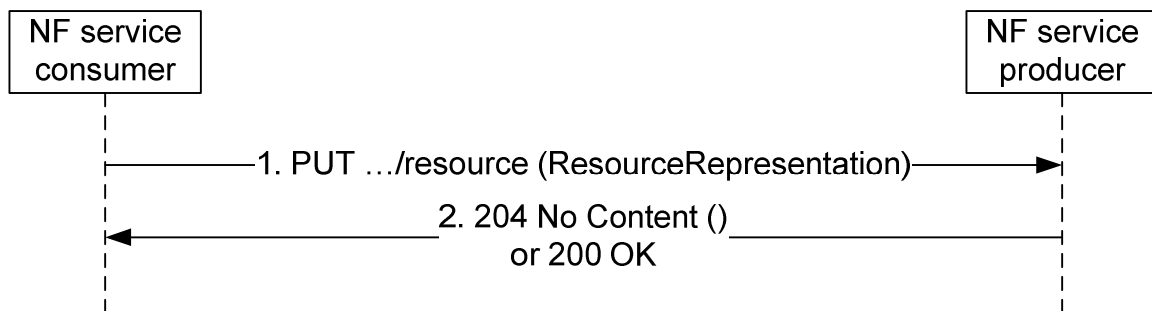 NF service
consumer
NF service
producer
1. PUT …/resource (ResourceRepresentation)
2. 204 No Content ()
or 200 OK